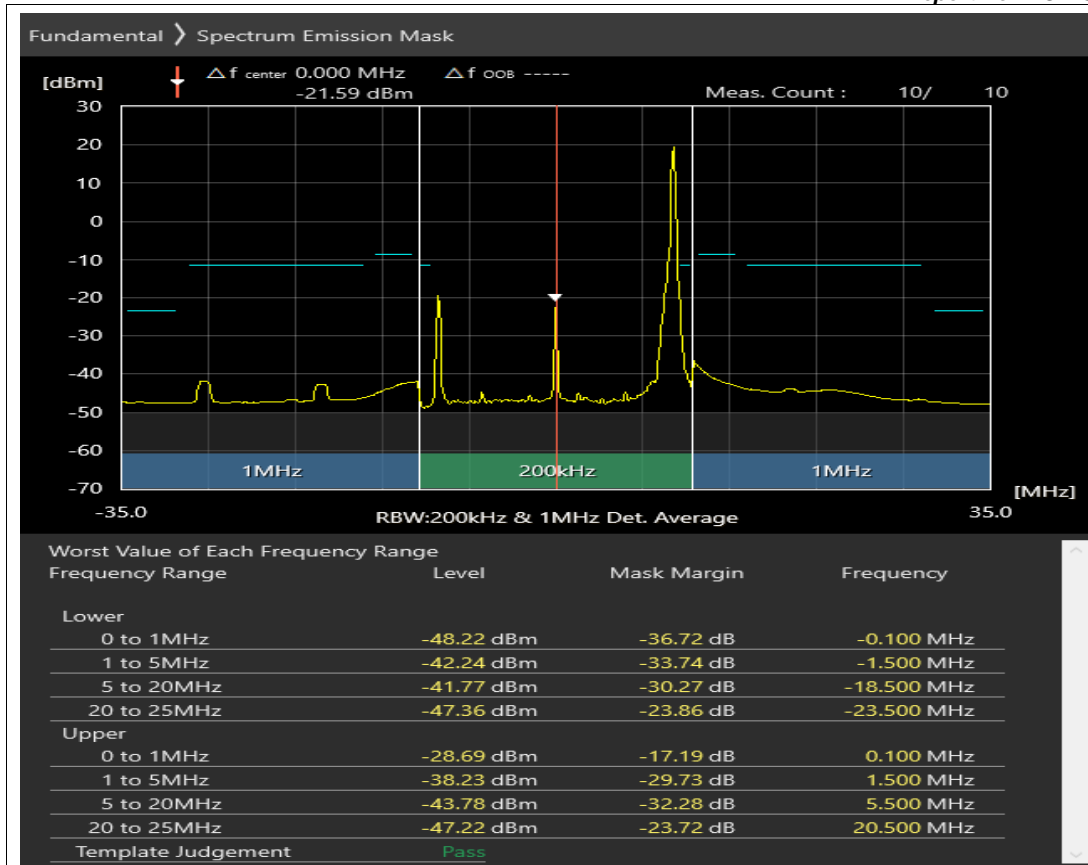 Fundamental ❯ Spectrum Emission Mask
[dBm] △ f center 0.000 MHz △ f OOB -----
-21.59 dBm Meas. Count : 10/ 10
30
20
10
0
-10
-20
-30
-40
-50
-60
1MHz 200kHz 1MHz
-70
[MHz]
-35.0 RBW:200kHz & 1MHz Det. Average 35.0
Worst Value of Each Frequency Range
Frequency Range Level Mask Margin Frequency
Lower
0 to 1MHz -48.22 dBm -36.72 dB -0.100 MHz
1 to 5MHz -42.24 dBm -33.74 dB -1.500 MHz
5 to 20MHz -41.77 dBm -30.27 dB -18.500 MHz
20 to 25MHz -47.36 dBm -23.86 dB -23.500 MHz
Upper
0 to 1MHz -28.69 dBm -17.19 dB 0.100 MHz
1 to 5MHz -38.23 dBm -29.73 dB 1.500 MHz
5 to 20MHz -43.78 dBm -32.28 dB 5.500 MHz
20 to 25MHz -47.22 dBm -23.72 dB 20.500 MHz
Template Judgement Pass